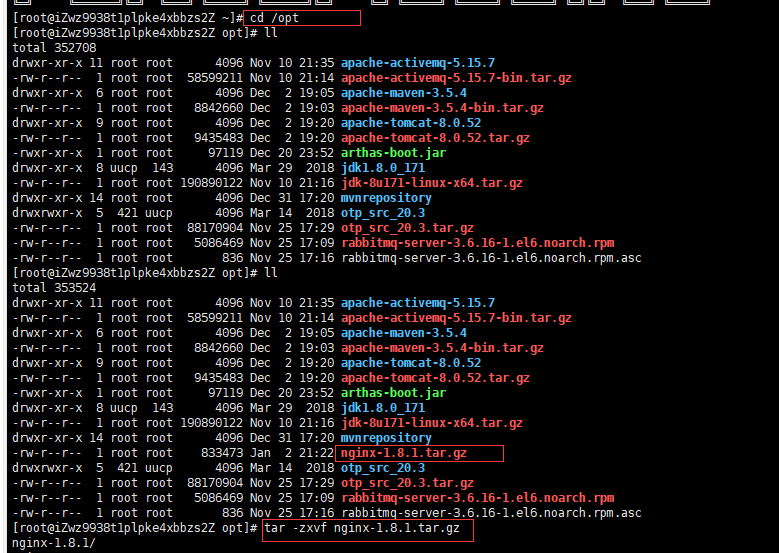 [root@iZwz9938t1plpke4xbbzs2Z ~]# cd /opt
[root@iZwz9938t1plpke4xbbzs2Z opt]# ll
total 352708
drwxr-xr-x 11 root root      4096 Nov 10 21:35 apache-activemq-5.15.7
-rw-r--r--  1 root root  58599211 Nov 10 21:14 apache-activemq-5.15.7-bin.tar.gz
drwxr-xr-x  6 root root      4096 Dec  2 19:05 apache-maven-3.5.4
-rw-r--r--  1 root root   8842660 Dec  2 19:03 apache-maven-3.5.4-bin.tar.gz
drwxr-xr-x  9 root root      4096 Dec  2 19:20 apache-tomcat-8.0.52
-rw-r--r--  1 root root   9435483 Dec  2 19:20 apache-tomcat-8.0.52.tar.gz
-rwxr-xr-x  1 root root     97119 Dec 20 23:52 arthas-boot.jar
drwxr-xr-x  8 uucp  143      4096 Mar 29  2018 jdk1.8.0_171
-rw-r--r--  1 root root 190890122 Nov 10 21:16 jdk-8u171-linux-x64.tar.gz
drwxr-xr-x 14 root root      4096 Dec 31 17:20 mvnrepository
drwxrwxr-x  5  421 uucp      4096 Mar 14  2018 otp_src_20.3
-rw-r--r--  1 root root  88170904 Nov 25 17:29 otp_src_20.3.tar.gz
-rw-r--r--  1 root root   5086469 Nov 25 17:09 rabbitmq-server-3.6.16-1.el6.noarch.rpm
-rw-r--r--  1 root root       836 Nov 25 17:16 rabbitmq-server-3.6.16-1.el6.noarch.rpm.asc
[root@iZwz9938t1plpke4xbbzs2Z opt]# ll
total 353524
drwxr-xr-x 11 root root      4096 Nov 10 21:35 apache-activemq-5.15.7
-rw-r--r--  1 root root  58599211 Nov 10 21:14 apache-activemq-5.15.7-bin.tar.gz
drwxr-xr-x  6 root root      4096 Dec  2 19:05 apache-maven-3.5.4
-rw-r--r--  1 root root   8842660 Dec  2 19:03 apache-maven-3.5.4-bin.tar.gz
drwxr-xr-x  9 root root      4096 Dec  2 19:20 apache-tomcat-8.0.52
-rw-r--r--  1 root root   9435483 Dec  2 19:20 apache-tomcat-8.0.52.tar.gz
-rwxr-xr-x  1 root root     97119 Dec 20 23:52 arthas-boot.jar
drwxr-xr-x  8 uucp  143      4096 Mar 29  2018 jdk1.8.0_171
-rw-r--r--  1 root root 190890122 Nov 10 21:16 jdk-8u171-linux-x64.tar.gz
drwxr-xr-x 14 root root      4096 Dec 31 17:20 mvnrepository
-rw-r--r--  1 root root    833473 Jan  2 21:22 nginx-1.8.1.tar.gz
drwxrwxr-x  5  421 uucp      4096 Mar 14  2018 otp_src_20.3
-rw-r--r--  1 root root  88170904 Nov 25 17:29 otp_src_20.3.tar.gz
-rw-r--r--  1 root root   5086469 Nov 25 17:09 rabbitmq-server-3.6.16-1.el6.noarch.rpm
-rw-r--r--  1 root root       836 Nov 25 17:16 rabbitmq-server-3.6.16-1.el6.noarch.rpm.asc
[root@iZwz9938t1plpke4xbbzs2Z opt]# tar -zxvf nginx-1.8.1.tar.gz
nginx-1.8.1/